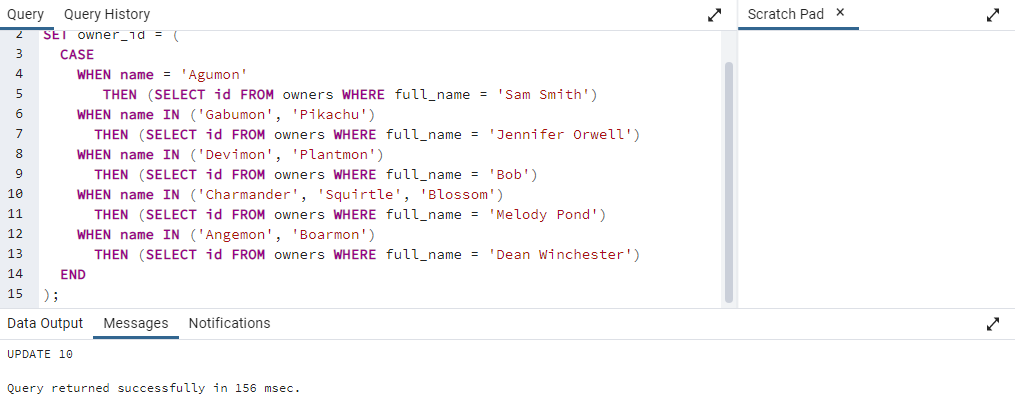 Query Query History
Scratch Pad ×
2 SET owner_id = (
3 CASE
4 WHEN name = 'Agumon'
5 THEN (SELECT id FROM owners WHERE full_name = 'Sam Smith')
6 WHEN name IN ('Gabumon', 'Pikachu')
7 THEN (SELECT id FROM owners WHERE full_name = 'Jennifer Orwell')
8 WHEN name IN ('Devimon', 'Plantmon')
9 THEN (SELECT id FROM owners WHERE full_name = 'Bob')
10 WHEN name IN ('Charmander', 'Squirtle', 'Blossom')
11 THEN (SELECT id FROM owners WHERE full_name = 'Melody Pond')
12 WHEN name IN ('Angemon', 'Boarmon')
13 THEN (SELECT id FROM owners WHERE full_name = 'Dean Winchester')
14 END
15 );
Data Output Messages Notifications
UPDATE 10
Query returned successfully in 156 msec.